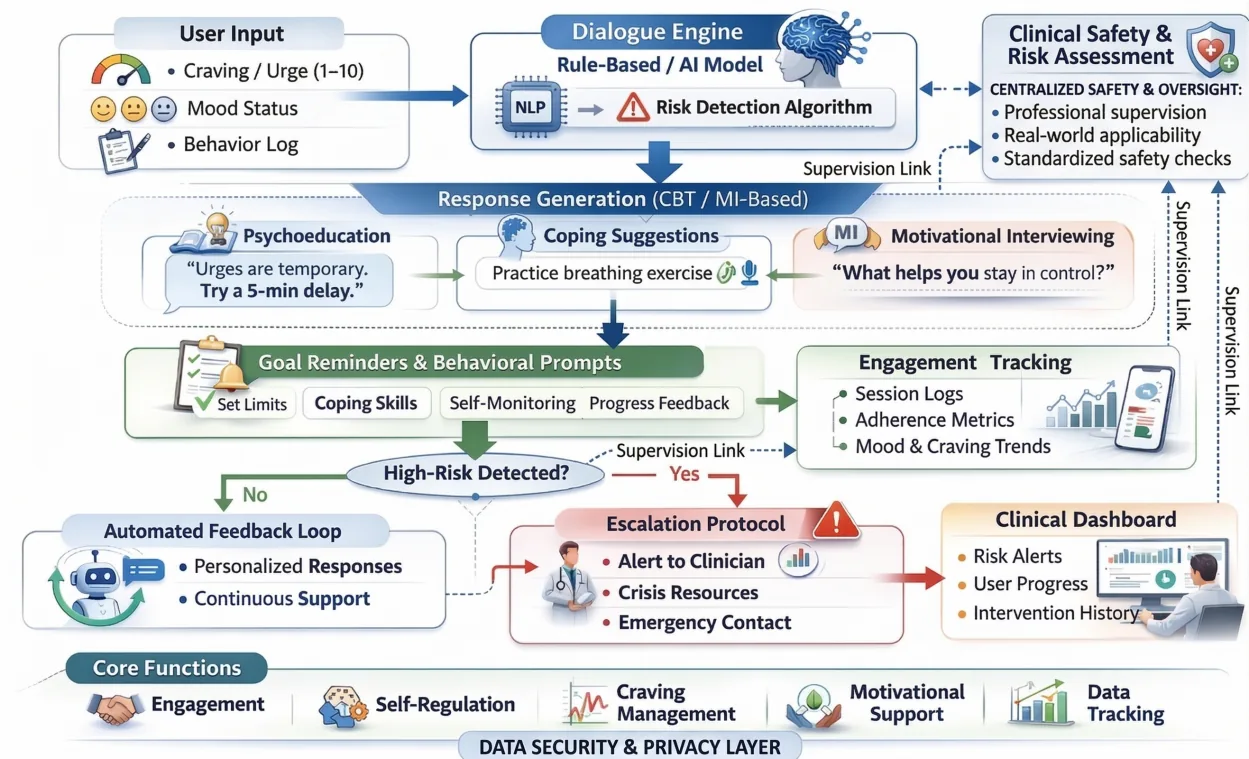 User Input
• Craving / Urge (1–10)
Mood Status
• Behavior Log
Dialogue Engine
Rule-Based / AI Model
NLP
Risk Detection Algorithm
Clinical Safety &
Risk Assessment
CENTRALIZED SAFETY & OVERSIGHT:
• Professional supervision
• Real-world applicability
• Standardized safety checks
Supervision Link
Response Generation (CBT / MI-Based)
Psychoeducation
“Urges are temporary.
Try a 5-min delay.”
Coping Suggestions
Practice breathing exercise
MI
Motivational Interviewing
“What helps you stay in control?”
Supervision Link
Supervision Link
Goal Reminders & Behavioral Prompts
Set Limits
Coping Skills
Self-Monitoring
Progress Feedback
Engagement Tracking
• Session Logs
• Adherence Metrics
• Mood & Craving Trends
Supervision Link
High-Risk Detected?
Yes
No
Automated Feedback Loop
• Personalized Responses
• Continuous Support
Escalation Protocol
• Alert to Clinician
• Crisis Resources
• Emergency Contact
Clinical Dashboard
• Risk Alerts
• User Progress
• Intervention History
Core Functions
Engagement
Self-Regulation
Craving
Management
Motivational
Support
Data
Tracking
DATA SECURITY & PRIVACY LAYER